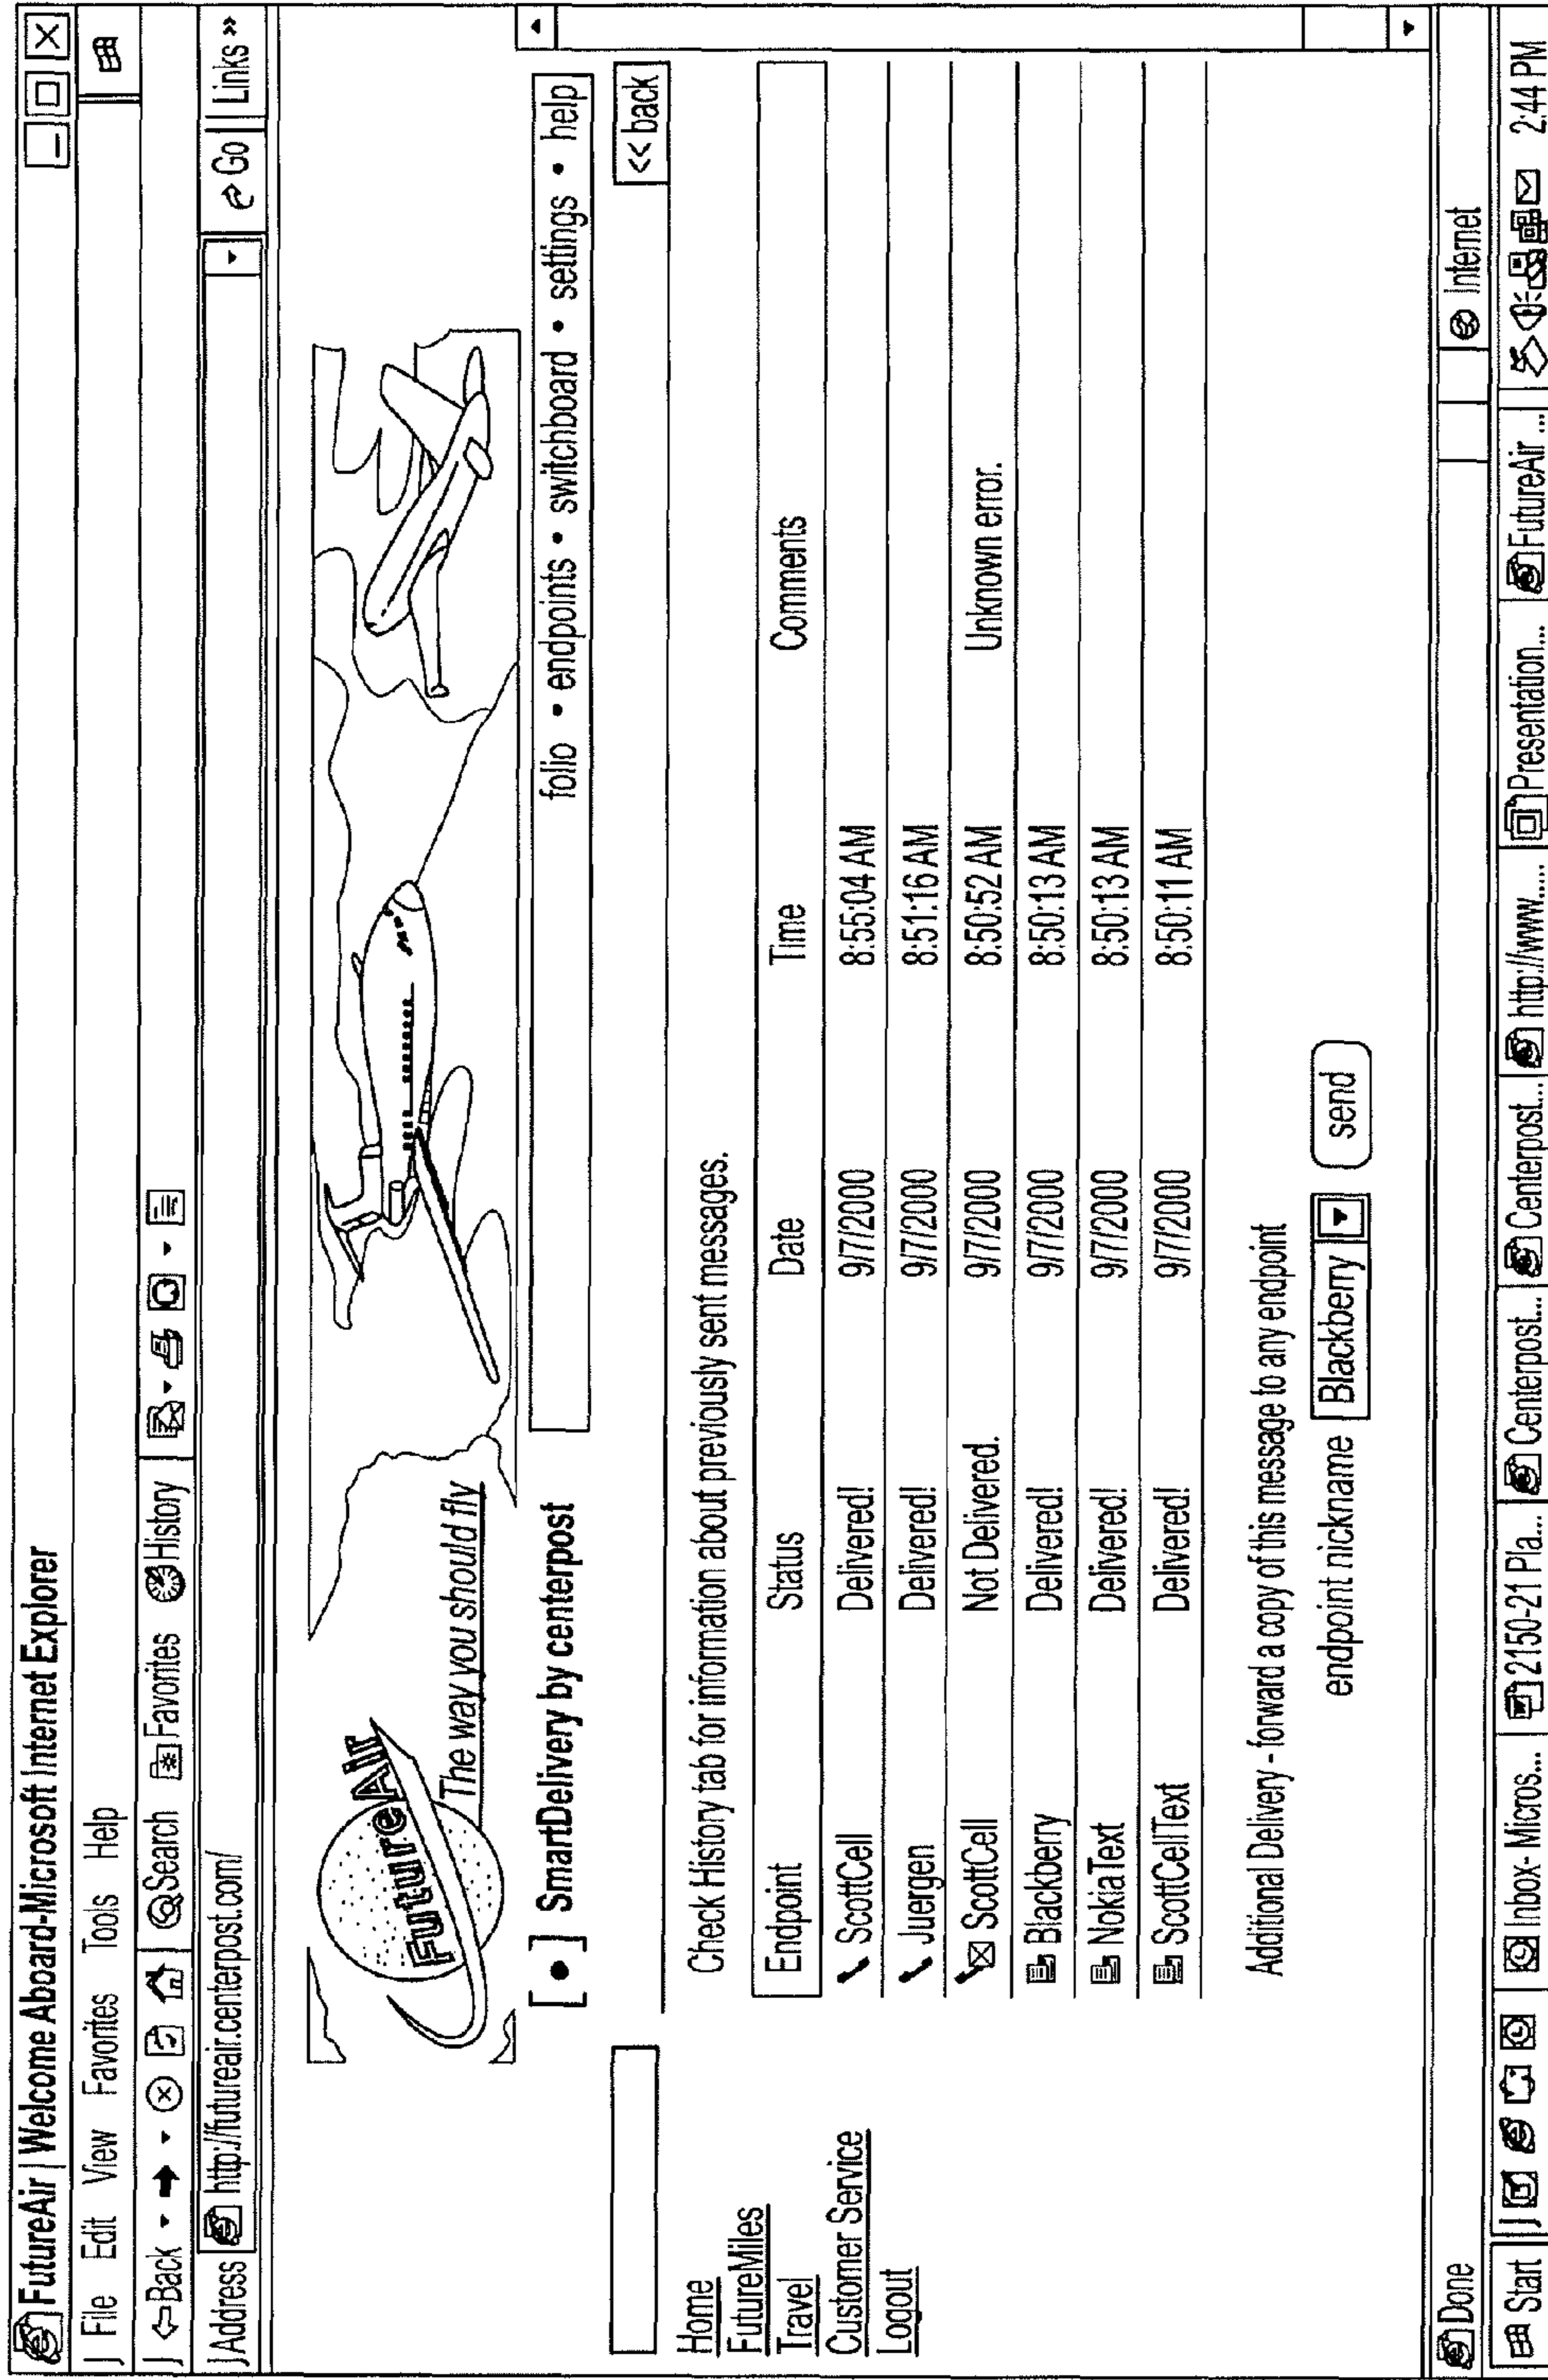 FutureAir | Welcome Aboard-Microsoft Internet Explorer
File Edit View Favorites Tools Help
Back Search Favorites History
Address http://futureair.centerpost.com/ Go Links »
FutureAir
The way you should fly
[ • ] SmartDelivery by centerpost
folio • endpoints • switchboard • settings • help
<< back
Home
FutureMiles
Travel
Customer Service
Logout
Check History tab for information about previously sent messages.
Endpoint Status Date Time Comments
ScottCell Delivered! 9/7/2000 8:55:04 AM
Juergen Delivered! 9/7/2000 8:51:16 AM
ScottCell Not Delivered. 9/7/2000 8:50:52 AM Unknown error.
Blackberry Delivered! 9/7/2000 8:50:13 AM
NokiaText Delivered! 9/7/2000 8:50:13 AM
ScottCellText Delivered! 9/7/2000 8:50:11 AM
Additional Delivery - forward a copy of this message to any endpoint
endpoint nickname Blackberry send
Done Internet
Start Inbox- Micros... 2150-21 Pla... Centerpost... Centerpost... http://www...... Presentation... FutureAir ... 2:44 PM